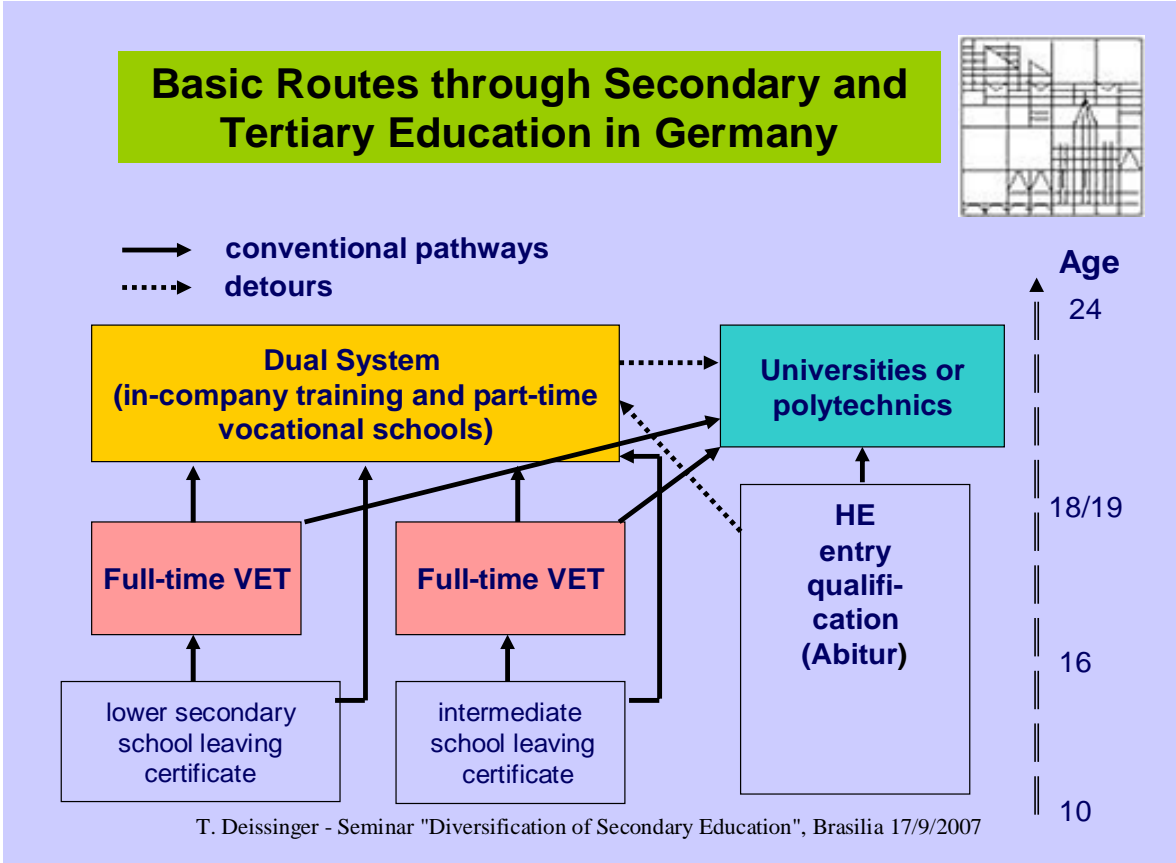 Basic Routes through Secondary and
Tertiary Education in Germany
conventional pathways
detours
Age
24
18/19
16
10
Dual System
(in-company training and part-time
vocational schools)
Universities or
polytechnics
Full-time VET
Full-time VET
HE
entry
qualifi-
cation
(Abitur)
lower secondary
school leaving
certificate
intermediate
school leaving
certificate
T. Deissinger - Seminar "Diversification of Secondary Education", Brasilia 17/9/2007